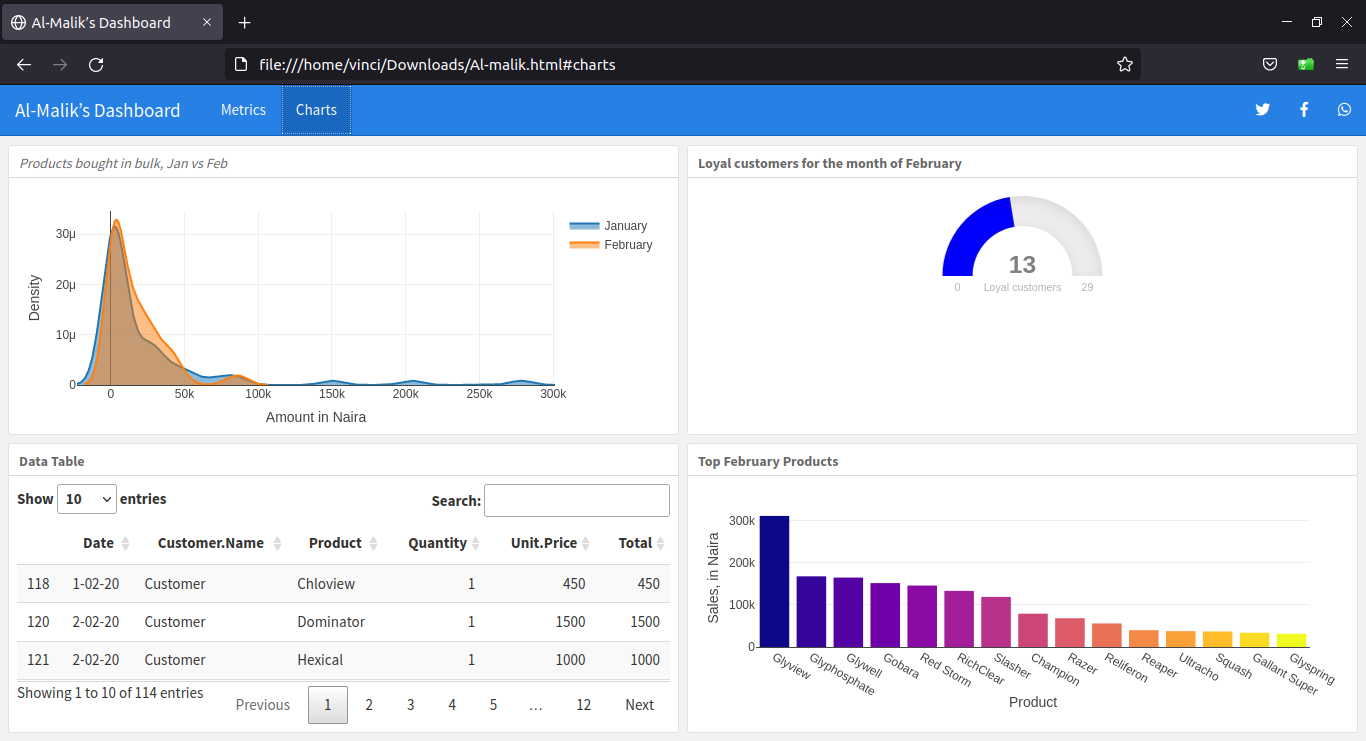 Al-Malik’s Dashboard
file:///home/vinci/Downloads/Al-malik.html#charts
Al-Malik’s Dashboard Metrics Charts
Products bought in bulk, Jan vs Feb
January
February
30μ
20μ
10μ
0
Density
0 50k 100k 150k 200k 250k 300k
Amount in Naira
Loyal customers for the month of February
13
0 Loyal customers 29
Data Table
Show 10 entries Search:
Date Customer.Name Product Quantity Unit.Price Total
118 1-02-20 Customer Chloview 1 450 450
120 2-02-20 Customer Dominator 1 1500 1500
121 2-02-20 Customer Hexical 1 1000 1000
Showing 1 to 10 of 114 entries
Previous 1 2 3 4 5 … 12 Next
Top February Products
300k
200k
100k
0
Sales, in Naira
Glyview Glyphosphate Glywell Gobara Red Storm RichClear Slasher Champion Razer Reliferon Reaper Ultracho Squash Gallant Super Glyspring
Product